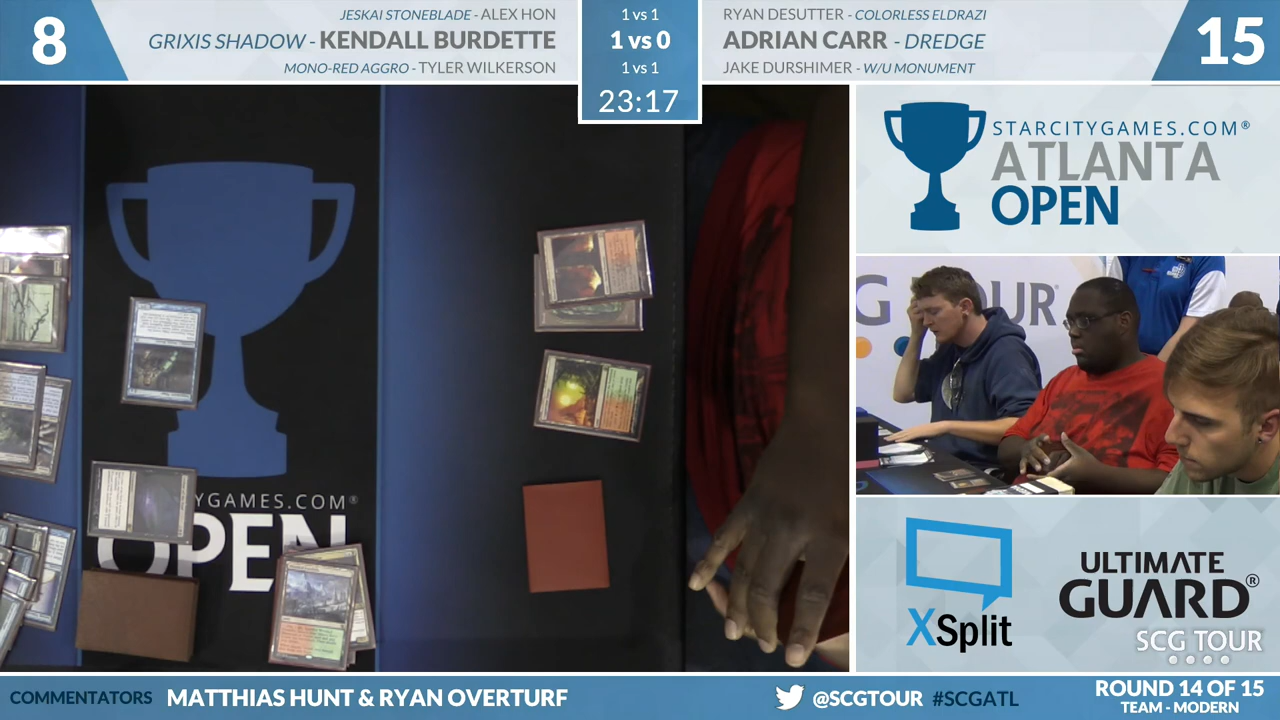 8
JESKAI STONEBLADE - ALEX HON
GRIXIS SHADOW - KENDALL BURDETTE
MONO-RED AGGRO - TYLER WILKERSON
1 vs 1
1 vs 0
1 vs 1
23:17
RYAN DESUTTER - COLORLESS ELDRAZI
ADRIAN CARR - DREDGE
JAKE DURSHIMER - W/U MONUMENT
15
STARCITYGAMES.COM®
ATLANTA
OPEN
CITYGAMES.COM®
OPEN
G TOUR
XSplit
ULTIMATE
GUARD®
SCG TOUR
COMMENTATORS MATTHIAS HUNT & RYAN OVERTURF
@SCGTOUR #SCGATL
ROUND 14 OF 15
TEAM - MODERN